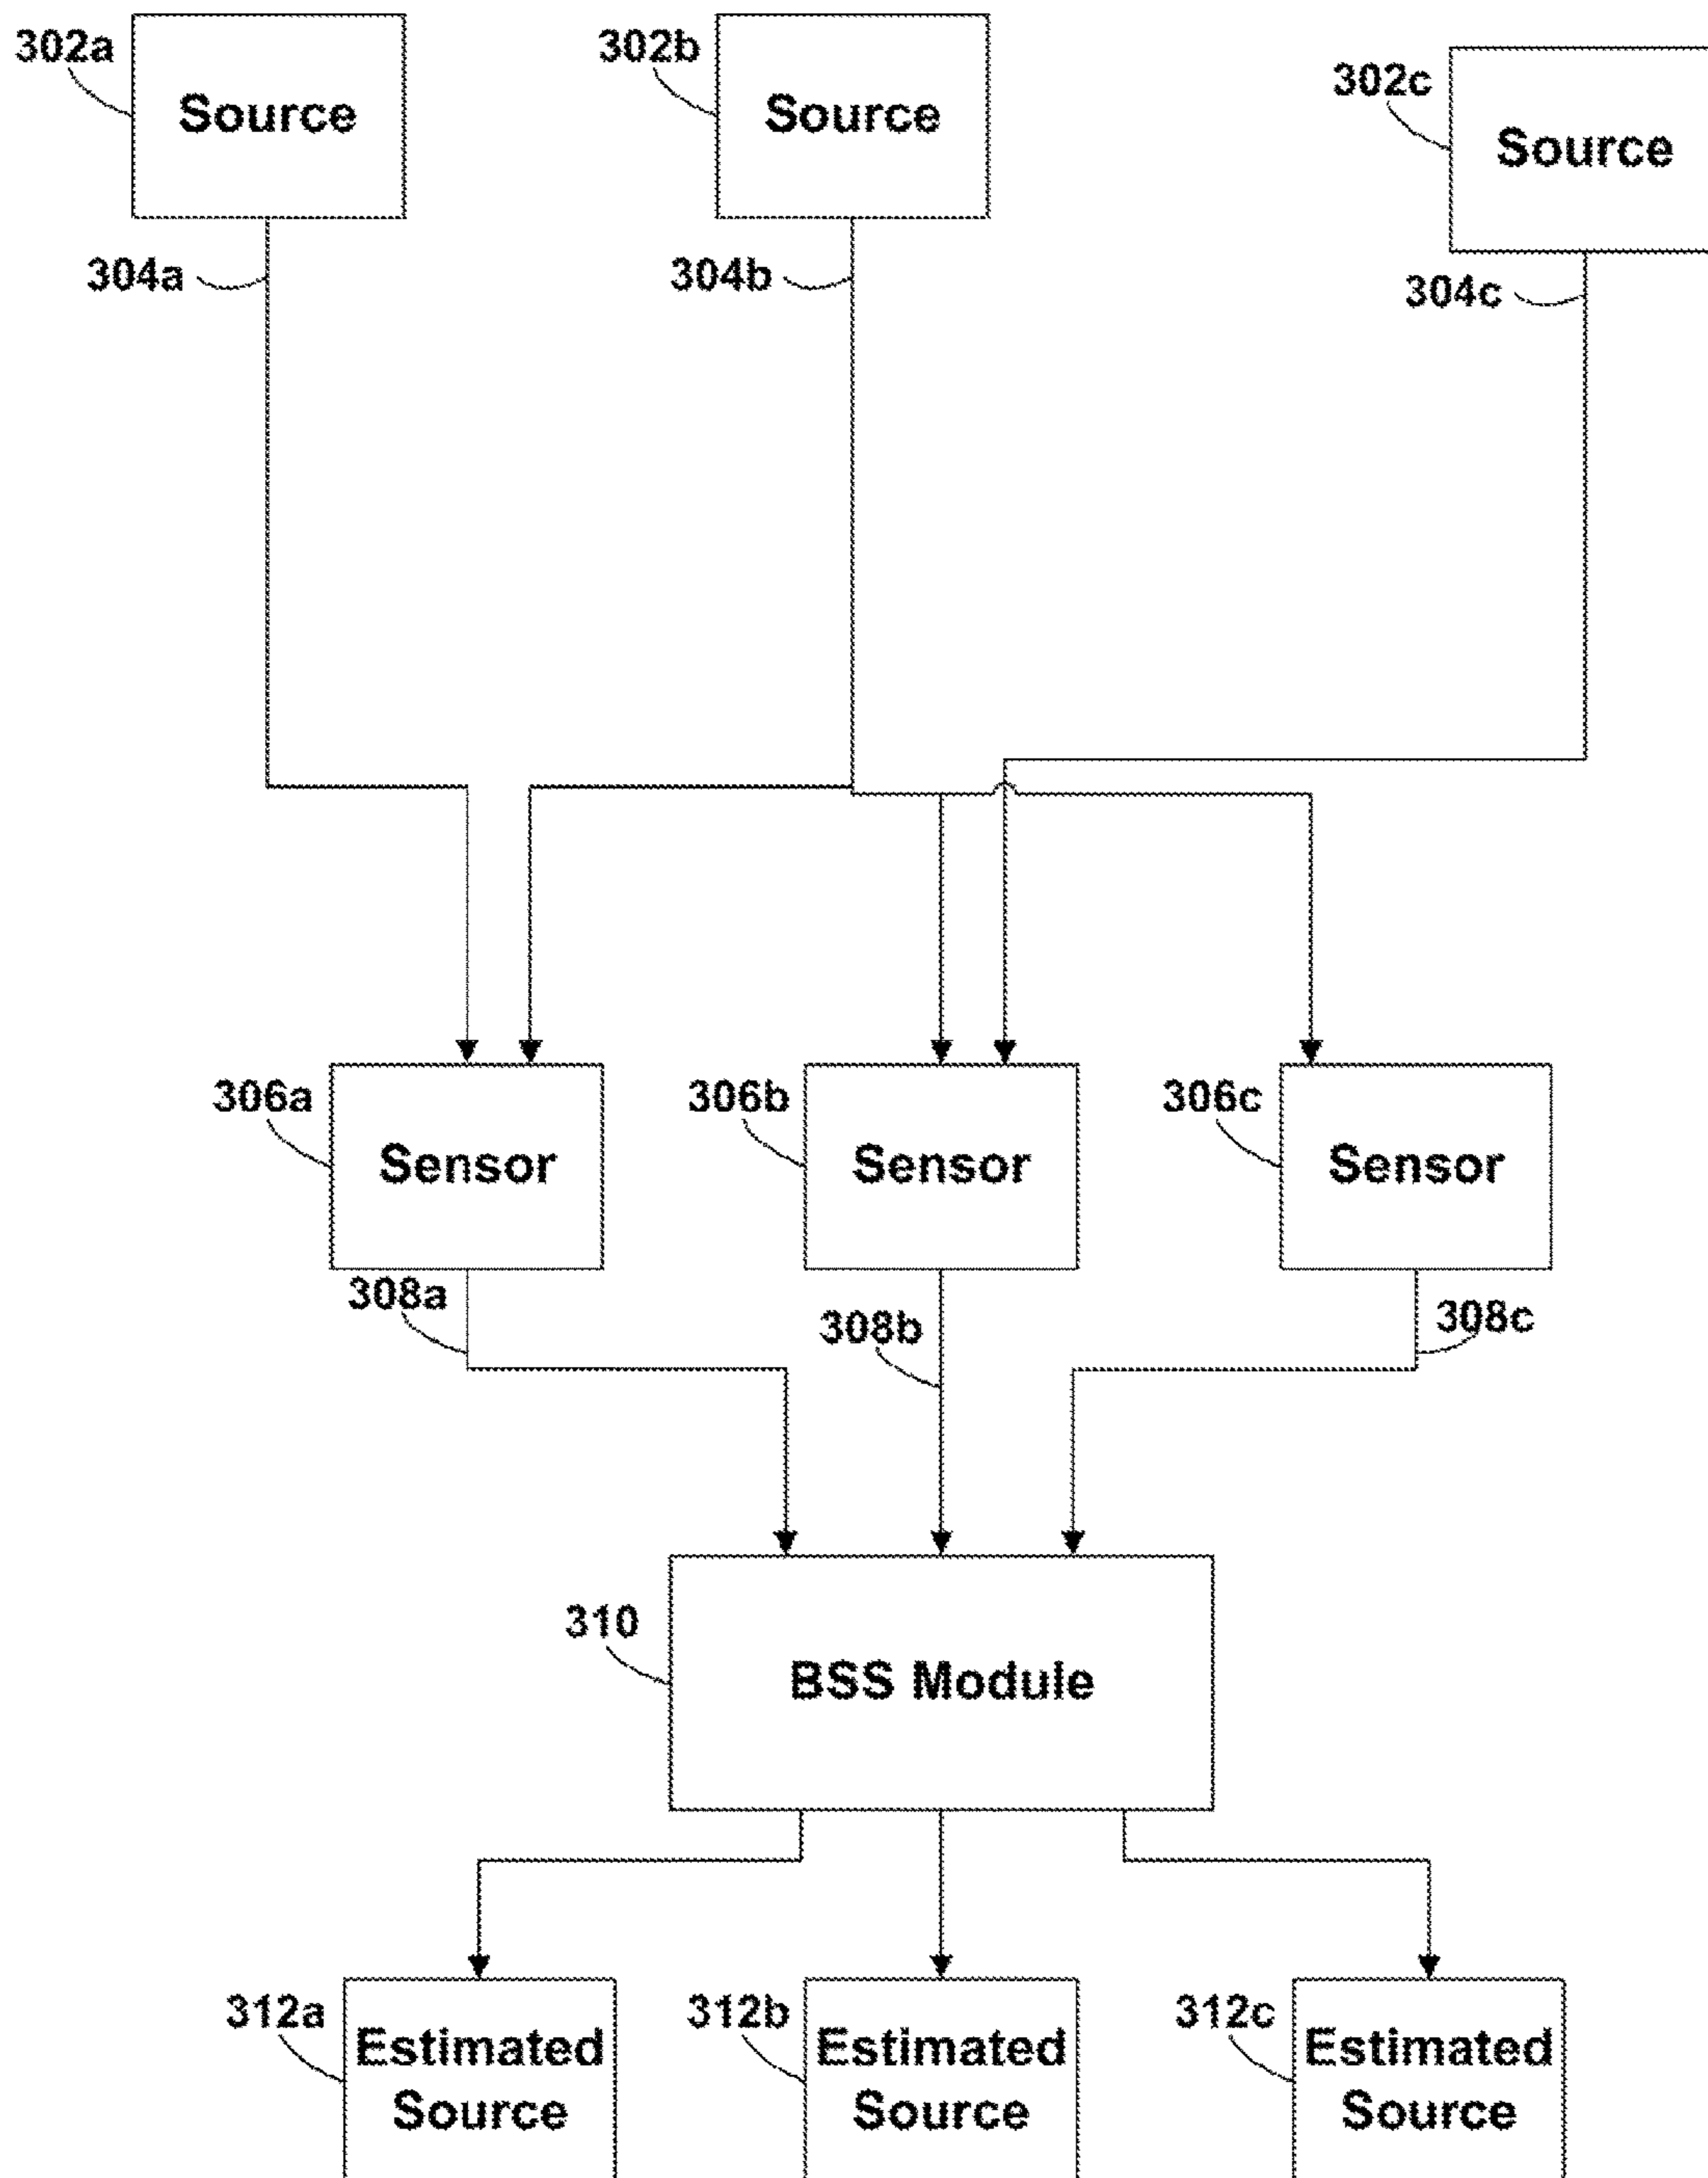 302a
Source
302b
Source
302c
Source
304a
304b
304c
306a
Sensor
306b
Sensor
306c
Sensor
308a
308b
308c
310
BSS Module
312a
Estimated
Source
312b
Estimated
Source
312c
Estimated
Source